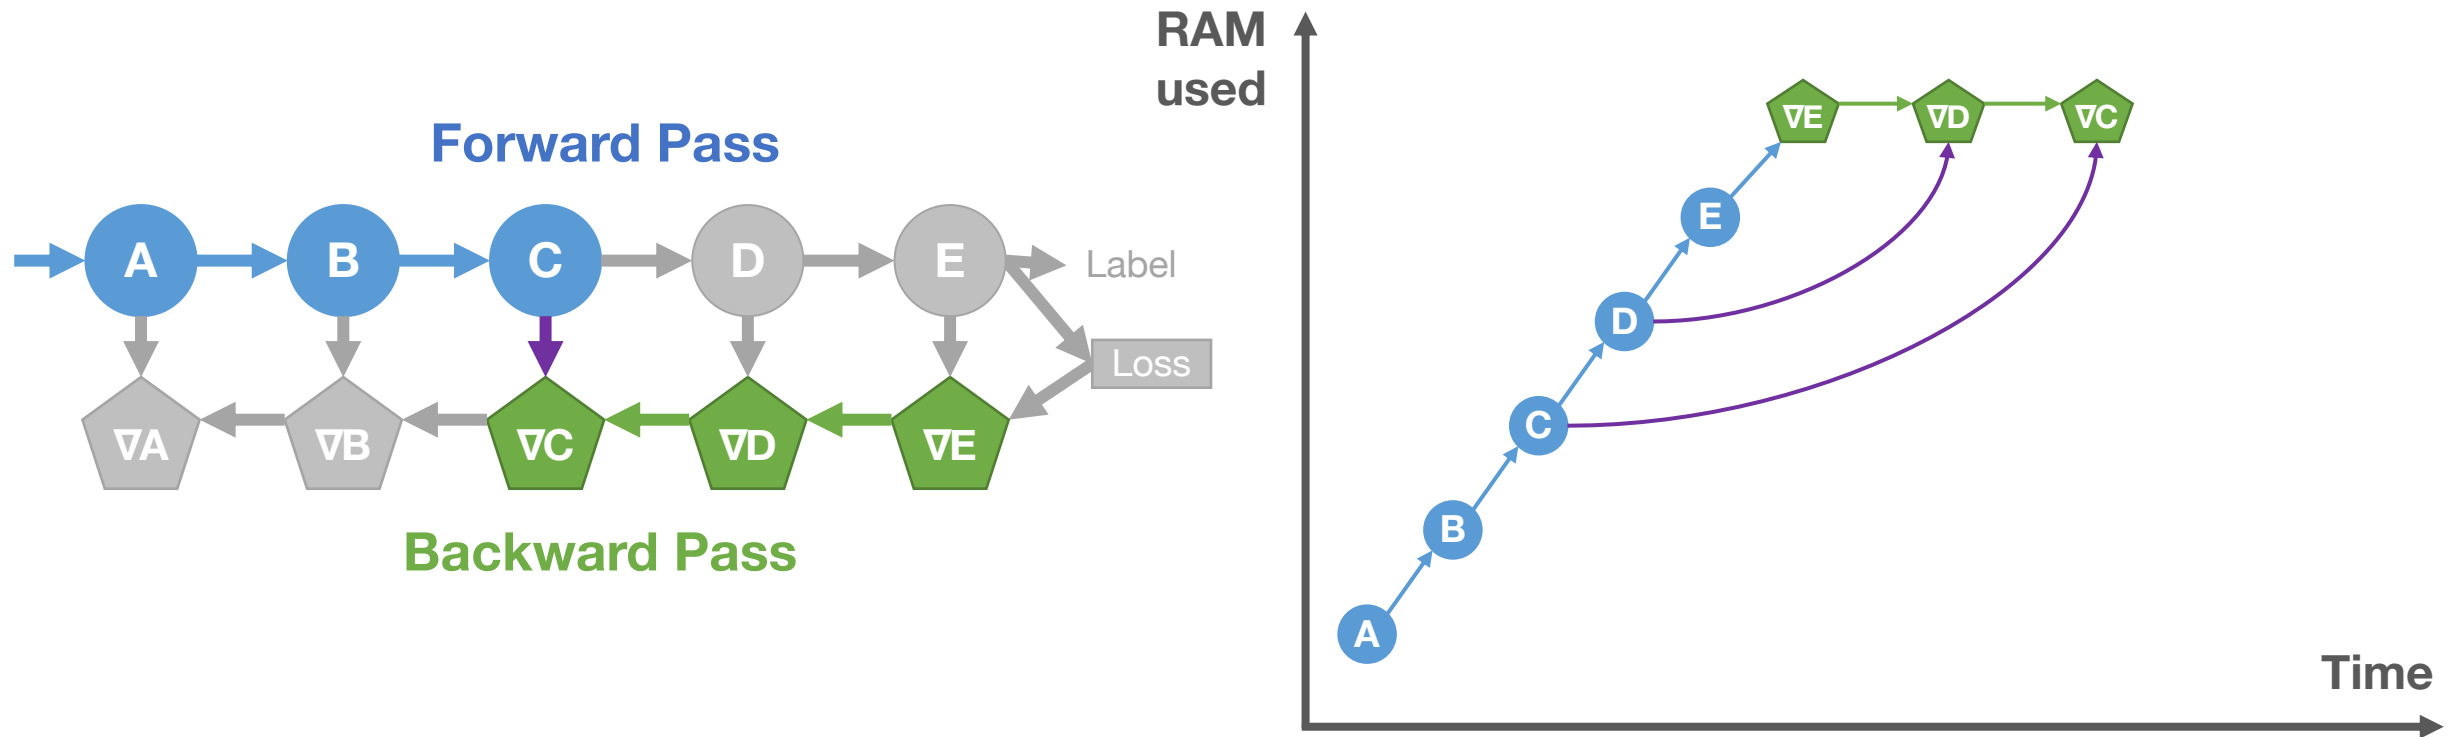 Forward Pass
A
B
C
D
E
Label
Loss
∇A
∇B
∇C
∇D
∇E
Backward Pass
RAM
used
∇E
∇D
∇C
E
D
C
B
A
Time